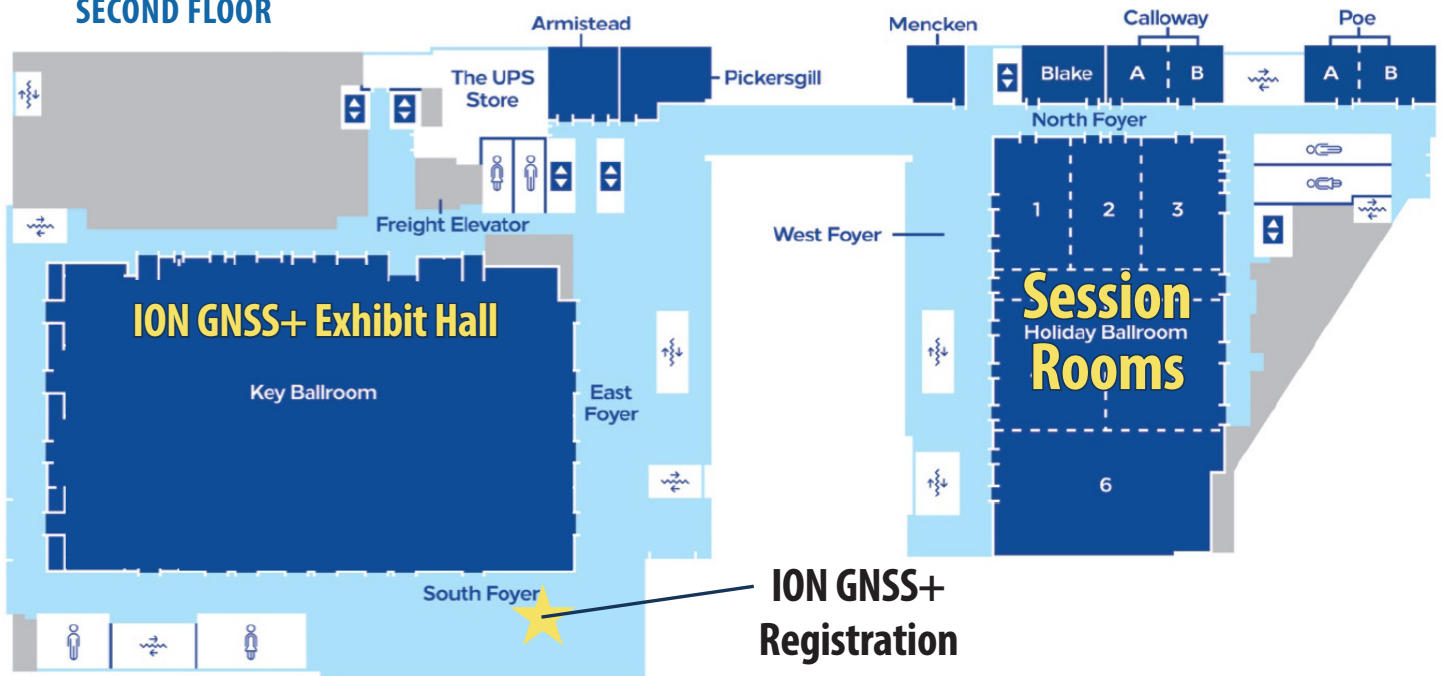 SECOND FLOOR
Armistead
Mencken
Calloway
Poe
The UPS
Store
Pickersgill
Blake
A
B
A
B
North Foyer
Freight Elevator
West Foyer
1
2
3
ION GNSS+ Exhibit Hall
Key Ballroom
East
Foyer
Session
Holiday Ballroom
Rooms
6
South Foyer
ION GNSS+
Registration